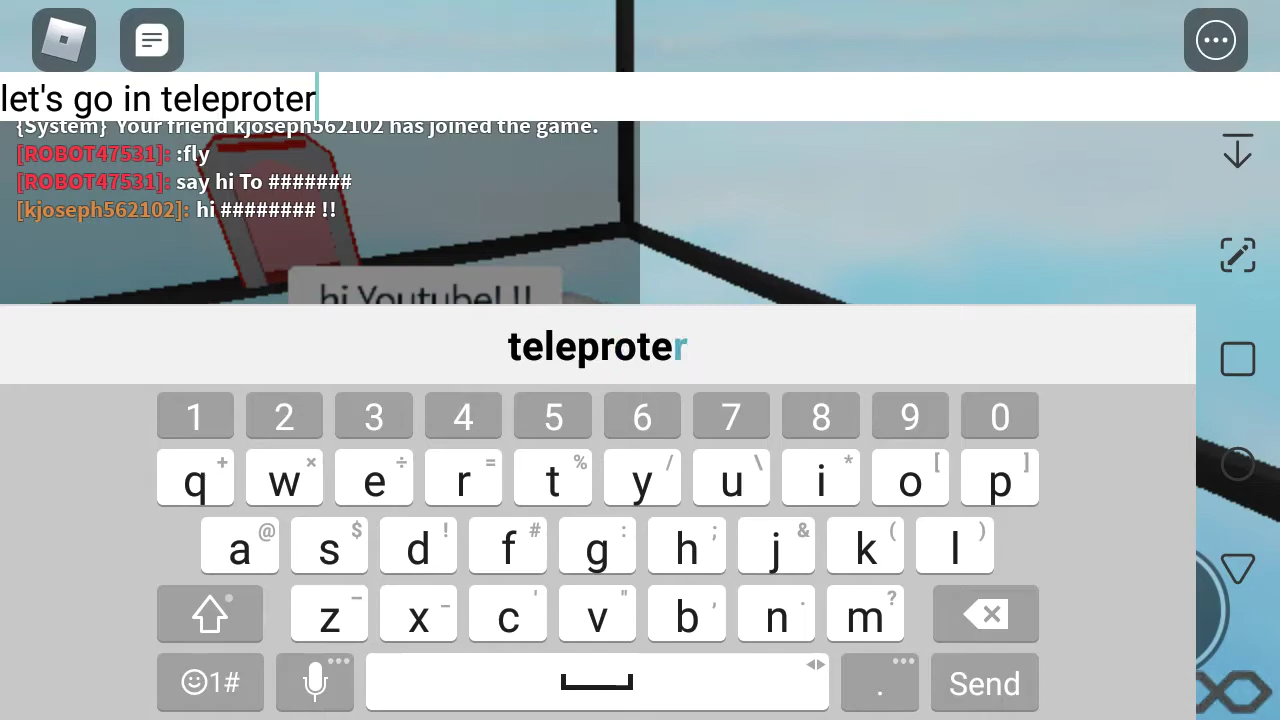 let's go in teleproter
{System} Your friend kjoseph562102 has joined the game.
[ROBOT47531]: :fly
[ROBOT47531]: say hi To #######
[kjoseph562102]: hi ######## !!
hi Youtube! !!
teleproter
1 2 3 4 5 6 7 8 9 0
q + w × e ÷ r = t % y / u \ i * o [ p ]
a @ s $ d ! f # g : h ; j & k ( l )
z – x _ c ' v " b , n . m ?
1# . Send